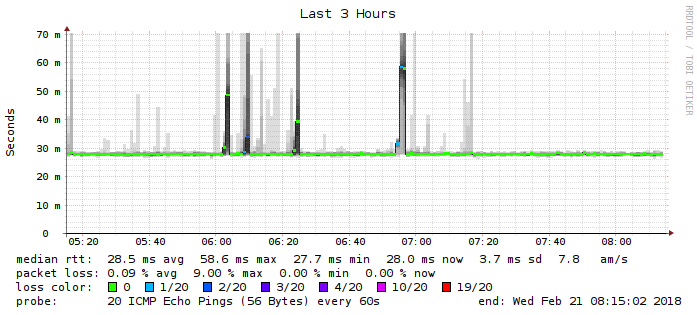 Last 3 Hours
RRDTOOL / TOBI OETIKER
Seconds
70 m
60 m
50 m
40 m
30 m
20 m
10 m
0
05:20 05:40 06:00 06:20 06:40 07:00 07:20 07:40 08:00
median rtt: 28.5 ms avg 58.6 ms max 27.7 ms min 28.0 ms now 3.7 ms sd 7.8 am/s
packet loss: 0.09 % avg 9.00 % max 0.00 % min 0.00 % now
loss color: 0 1/20 2/20 3/20 4/20 10/20 19/20
probe: 20 ICMP Echo Pings (56 Bytes) every 60s end: Wed Feb 21 08:15:02 2018